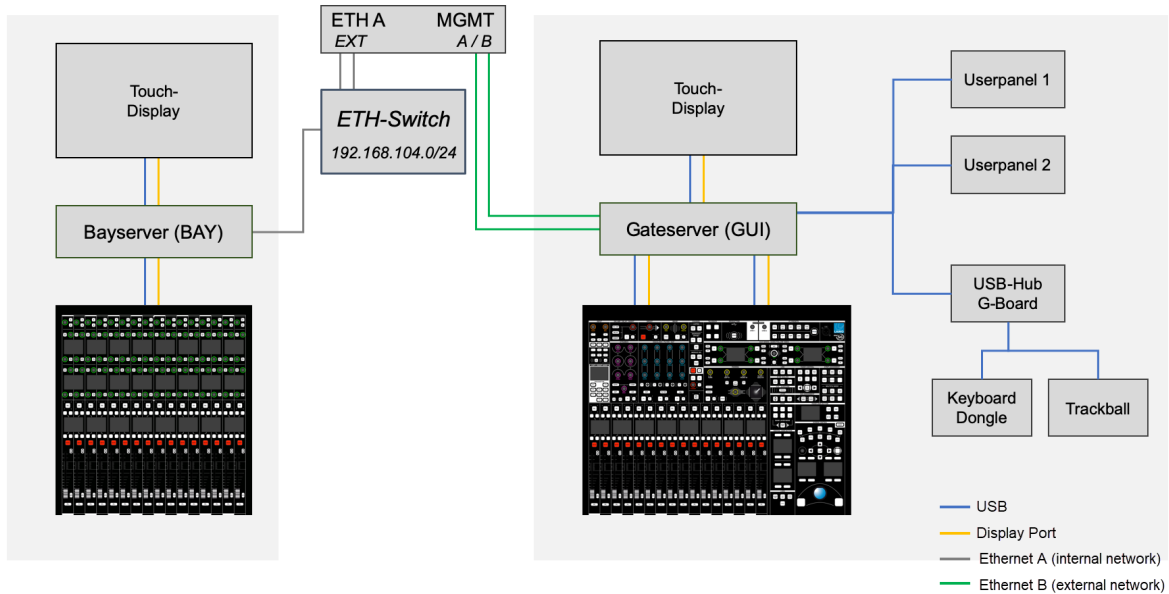 ETH A MGMT
EXT A / B
Touch-
Display
ETH-Switch
192.168.104.0/24
Bayserver (BAY)
Touch-
Display
Gateserver (GUI)
Userpanel 1
Userpanel 2
USB-Hub
G-Board
Keyboard
Dongle
Trackball
USB
Display Port
Ethernet A (internal network)
Ethernet B (external network)